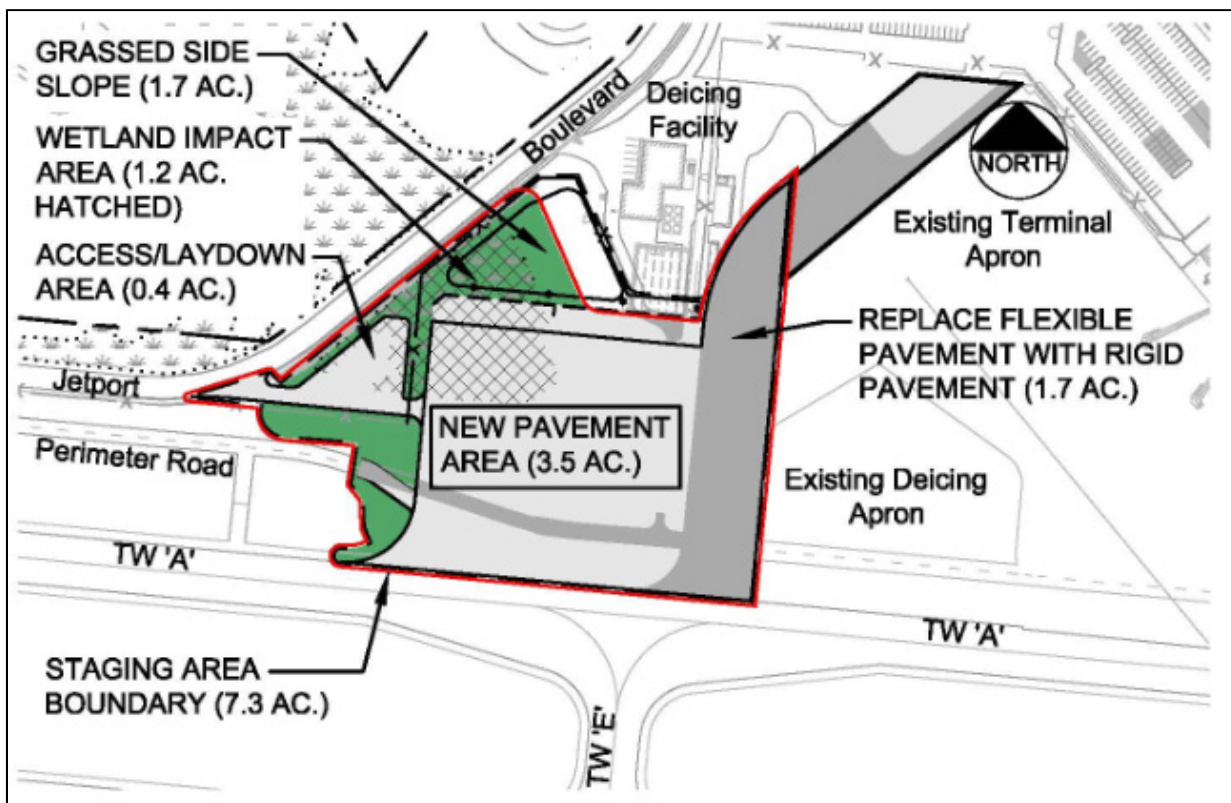 GRASSED SIDE
SLOPE (1.7 AC.)
WETLAND IMPACT
AREA (1.2 AC.
HATCHED)
ACCESS/LAYDOWN
AREA (0.4 AC.)
Boulevard
Deicing
Facility
NORTH
Existing Terminal
Apron
REPLACE FLEXIBLE
PAVEMENT WITH RIGID
PAVEMENT (1.7 AC.)
Jetport
Perimeter Road
NEW PAVEMENT
AREA (3.5 AC.)
Existing Deicing
Apron
TW 'A'
TW 'A'
STAGING AREA
BOUNDARY (7.3 AC.)
TW 'E'